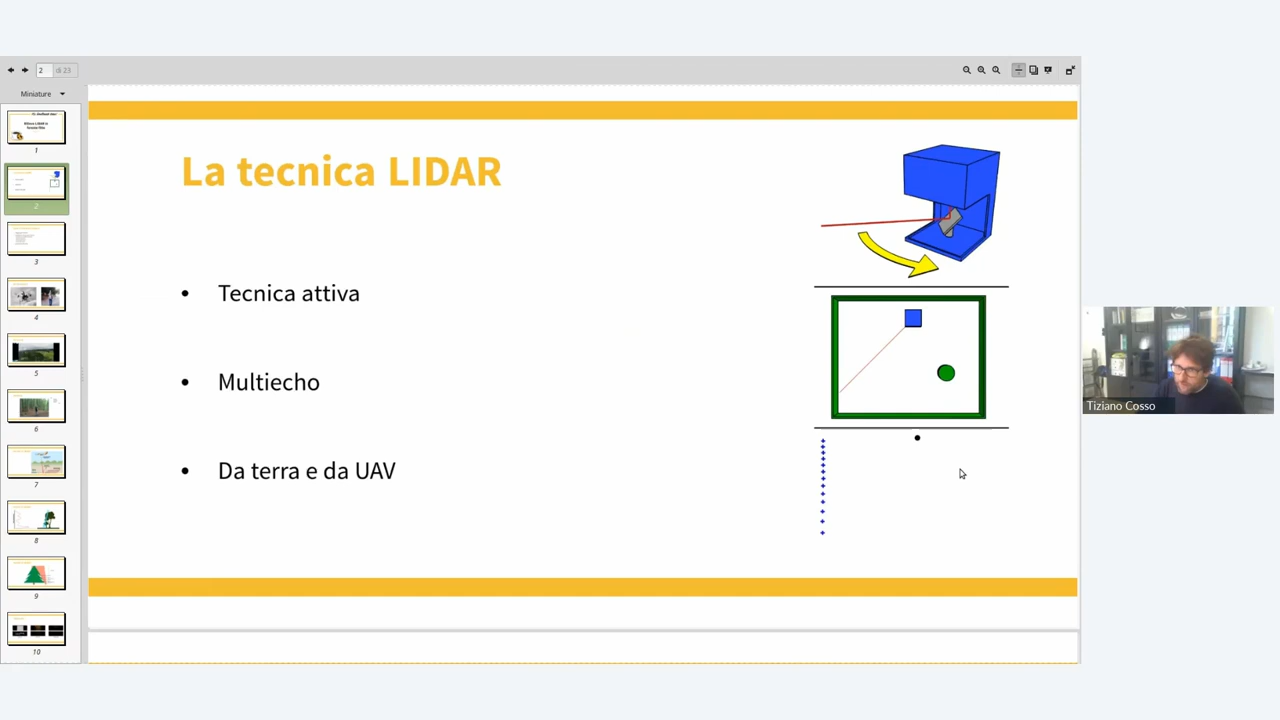 2 di 23
Miniature
1
2
3
4
5
6
7
8
9
10
La tecnica LIDAR
• Tecnica attiva
• Multiecho
• Da terra e da UAV
Tiziano Cosso